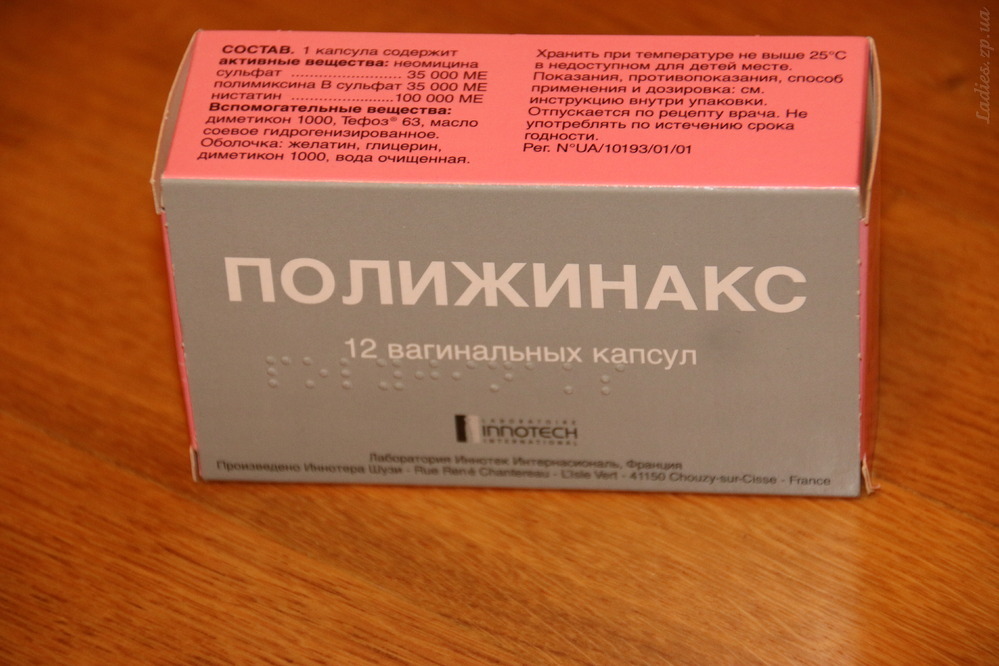 СОСТАВ. 1 капсула содержит
активные вещества: неомицина
сульфат ........................ 35 000 МЕ
полимиксина В сульфат 35 000 МЕ
нистатин ........................100 000 МЕ
Вспомогательные вещества:
диметикон 1000, Тефоз® 63, масло
соевое гидрогенизированное.
Оболочка: желатин, глицерин,
диметикон 1000, вода очищенная.
Хранить при температуре не выше 25°С
в недоступном для детей месте.
Показания, противопоказания, способ
применения и дозировка: см.
инструкцию внутри упаковки.
Отпускается по рецепту врача. Не
употреблять по истечению срока
годности.
Рег. N°UA/10193/01/01
ПОЛИЖИНАКС
12 вагинальных капсул
LABORATOIRE
INNOTECH
INTERNATIONAL
Лаборатория Иннотек Интернасиональ, Франция
Произведено Иннотера Шузи - Rue René Chantereau - L'Isle Vert - 41150 Chouzy-sur-Cisse - France
Ladies.zp.ua